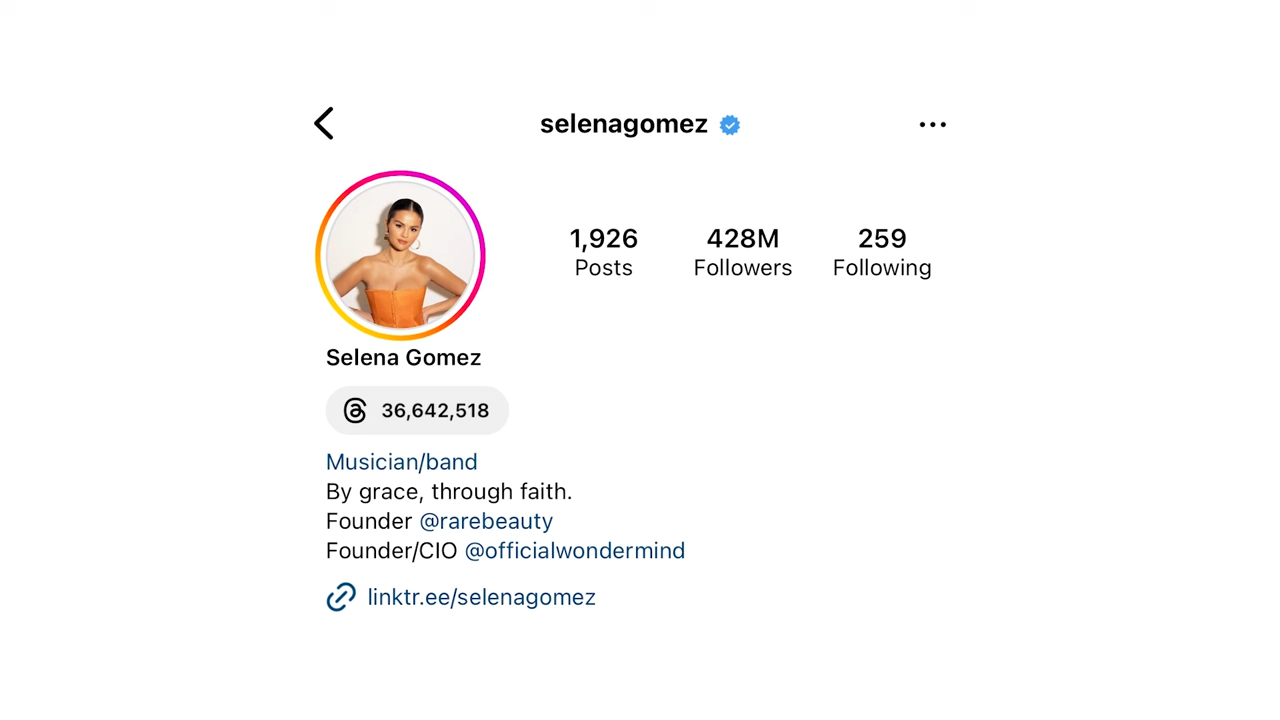 selenagomez
1,926 428M 259
Posts Followers Following
Selena Gomez
36,642,518
Musician/band
By grace, through faith.
Founder @rarebeauty
Founder/CIO @officialwondermind
linktr.ee/selenagomez